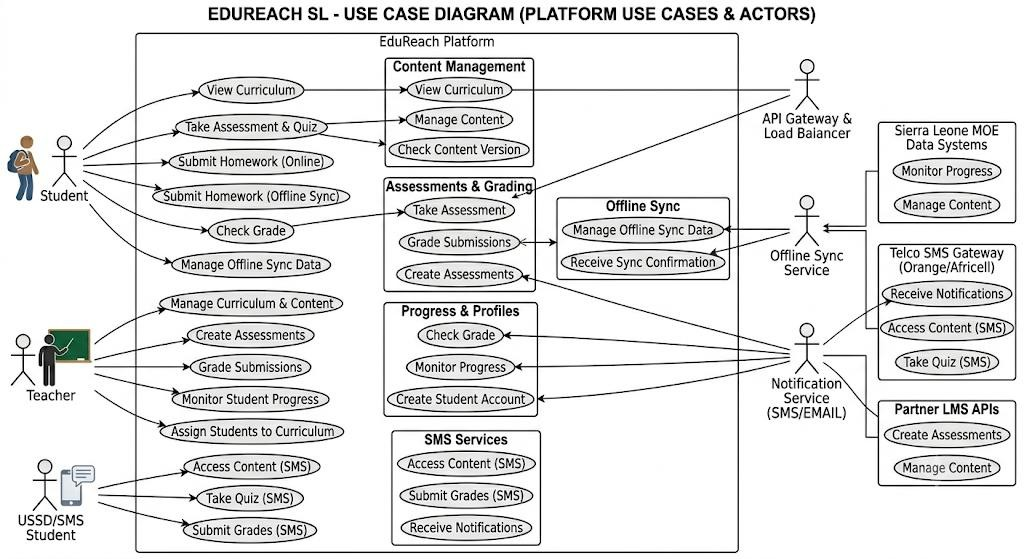 EDUREACH SL - USE CASE DIAGRAM (PLATFORM USE CASES & ACTORS)
EduReach Platform
Student
Teacher
USSD/SMS
Student
View Curriculum
Take Assessment & Quiz
Submit Homework (Online)
Submit Homework (Offline Sync)
Check Grade
Manage Offline Sync Data
Manage Curriculum & Content
Create Assessments
Grade Submissions
Monitor Student Progress
Assign Students to Curriculum
Access Content (SMS)
Take Quiz (SMS)
Submit Grades (SMS)
Content Management
View Curriculum
Manage Content
Check Content Version
Assessments & Grading
Take Assessment
Grade Submissions
Create Assessments
Progress & Profiles
Check Grade
Monitor Progress
Create Student Account
SMS Services
Access Content (SMS)
Submit Grades (SMS)
Receive Notifications
Offline Sync
Manage Offline Sync Data
Receive Sync Confirmation
API Gateway &
Load Balancer
Offline Sync
Service
Notification
Service
(SMS/EMAIL)
Sierra Leone MOE
Data Systems
Monitor Progress
Manage Content
Telco SMS Gateway
(Orange/Africell)
Receive Notifications
Access Content (SMS)
Take Quiz (SMS)
Partner LMS APIs
Create Assessments
Manage Content